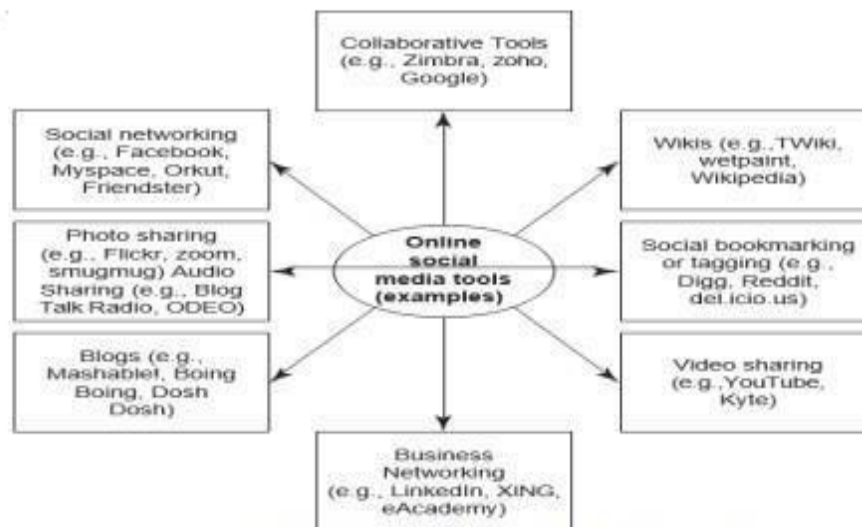 Collaborative Tools
(e.g., Zimbra, zoho,
Google)
Social networking
(e.g., Facebook,
Myspace, Orkut,
Friendster)
Wikis (e.g.,TWiki,
wetpaint,
Wikipedia)
Photo sharing
(e.g., Flickr, zoom,
smugmug) Audio
Sharing (e.g., Blog
Talk Radio, ODEO)
Online
social
media tools
(examples)
Social bookmarking
or tagging (e.g.,
Digg, Reddit,
del.icio.us)
Blogs (e.g.,
Mashable!, Boing
Boing, Dosh
Dosh)
Video sharing
(e.g.,YouTube,
Kyte)
Business
Networking
(e.g., LinkedIn, XING,
eAcademy)